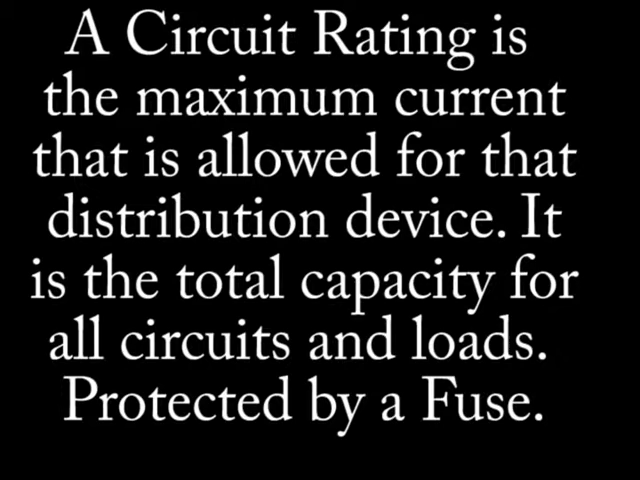 A Circuit Rating is
the maximum current
that is allowed for that
distribution device. It
is the total capacity for
all circuits and loads.
Protected by a Fuse.